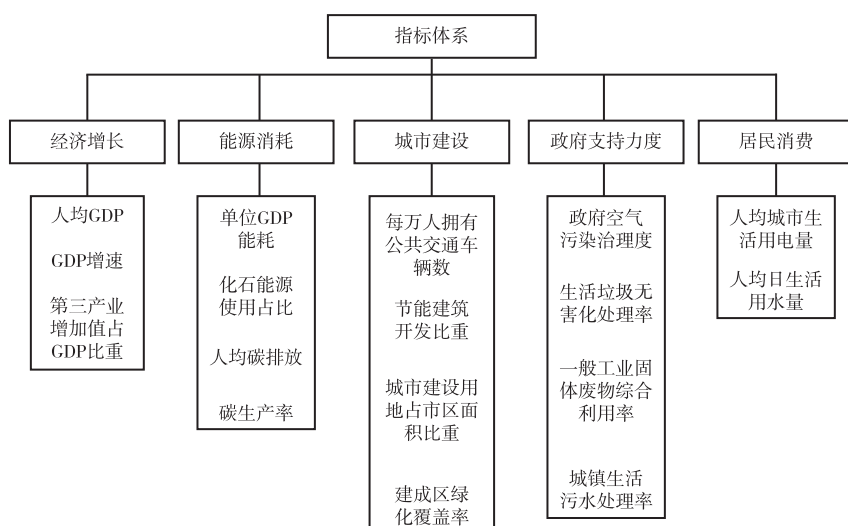 指标体系
经济增长
能源消耗
城市建设
政府支持力度
居民消费
人均GDP
GDP增速
第三产业
增加值占
GDP比重
单位GDP
能耗
化石能源
使用占比
人均碳排放
碳生产率
每万人拥有
公共交通车
辆数
节能建筑
开发比重
城市建设用
地占市区面
积比重
建成区绿
化覆盖率
政府空气
污染治理度
生活垃圾无
害化处理率
一般工业固
体废物综合
利用率
城镇生活
污水处理率
人均城市生
活用电量
人均日生活
用水量